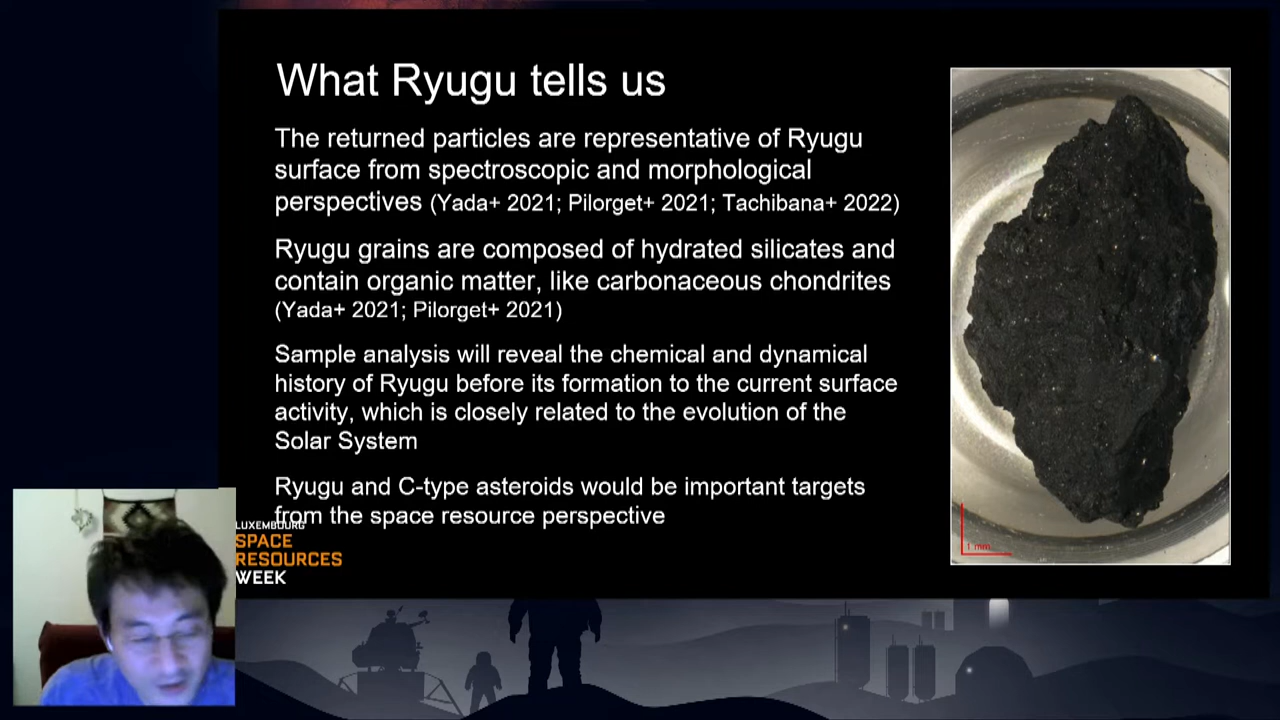 What Ryugu tells us
The returned particles are representative of Ryugu
surface from spectroscopic and morphological
perspectives (Yada+ 2021; Pilorget+ 2021; Tachibana+ 2022)
Ryugu grains are composed of hydrated silicates and
contain organic matter, like carbonaceous chondrites
(Yada+ 2021; Pilorget+ 2021)
Sample analysis will reveal the chemical and dynamical
history of Ryugu before its formation to the current surface
activity, which is closely related to the evolution of the
Solar System
Ryugu and C-type asteroids would be important targets
from the space resource perspective
LUXEMBOURG
SPACE
RESOURCES
WEEK
1 mm